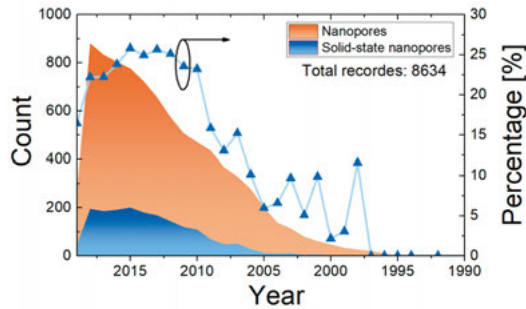 1000
800
600
400
200
0
Count
30
25
20
15
10
5
0
Percentage [%]
Nanopores
Solid-state nanopores
Total recordes: 8634
2015 2010 2005 2000 1995 1990
Year